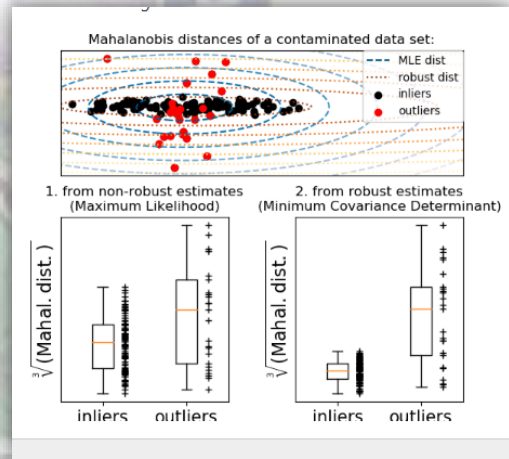 Mahalanobis distances of a contaminated data set:
MLE dist
robust dist
inliers
outliers
1. from non-robust estimates
(Maximum Likelihood)
2. from robust estimates
(Minimum Covariance Determinant)
∛(Mahal. dist.)
inliers
outliers
∛(Mahal. dist.)
inliers
outliers